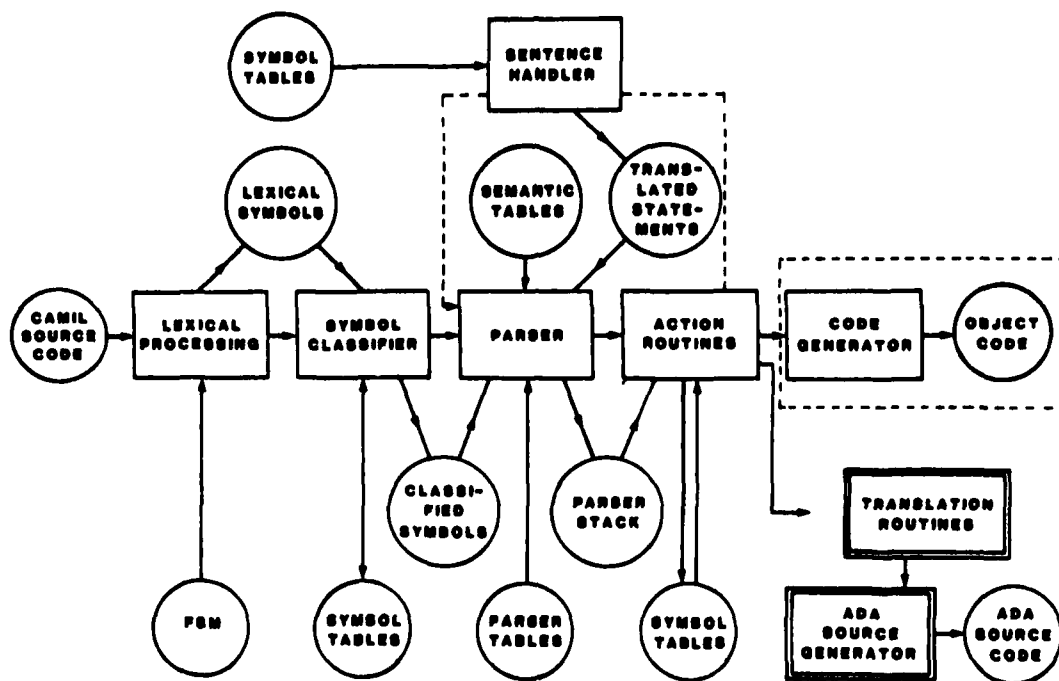 SYMBOL
TABLES
SENTENCE
HANDLER
LEXICAL
SYMBOLS
SEMANTIC
TABLES
TRANS-
LATED
STATE-
MENTS
CAMIL
SOURCE
CODE
LEXICAL
PROCESSING
SYMBOL
CLASSIFIER
PARSER
ACTION
ROUTINES
CODE
GENERATOR
OBJECT
CODE
CLASSI-
FIED
SYMBOLS
PARSER
STACK
TRANSLATION
ROUTINES
FSM
SYMBOL
TABLES
PARSER
TABLES
SYMBOL
TABLES
ADA
SOURCE
GENERATOR
ADA
SOURCE
CODE